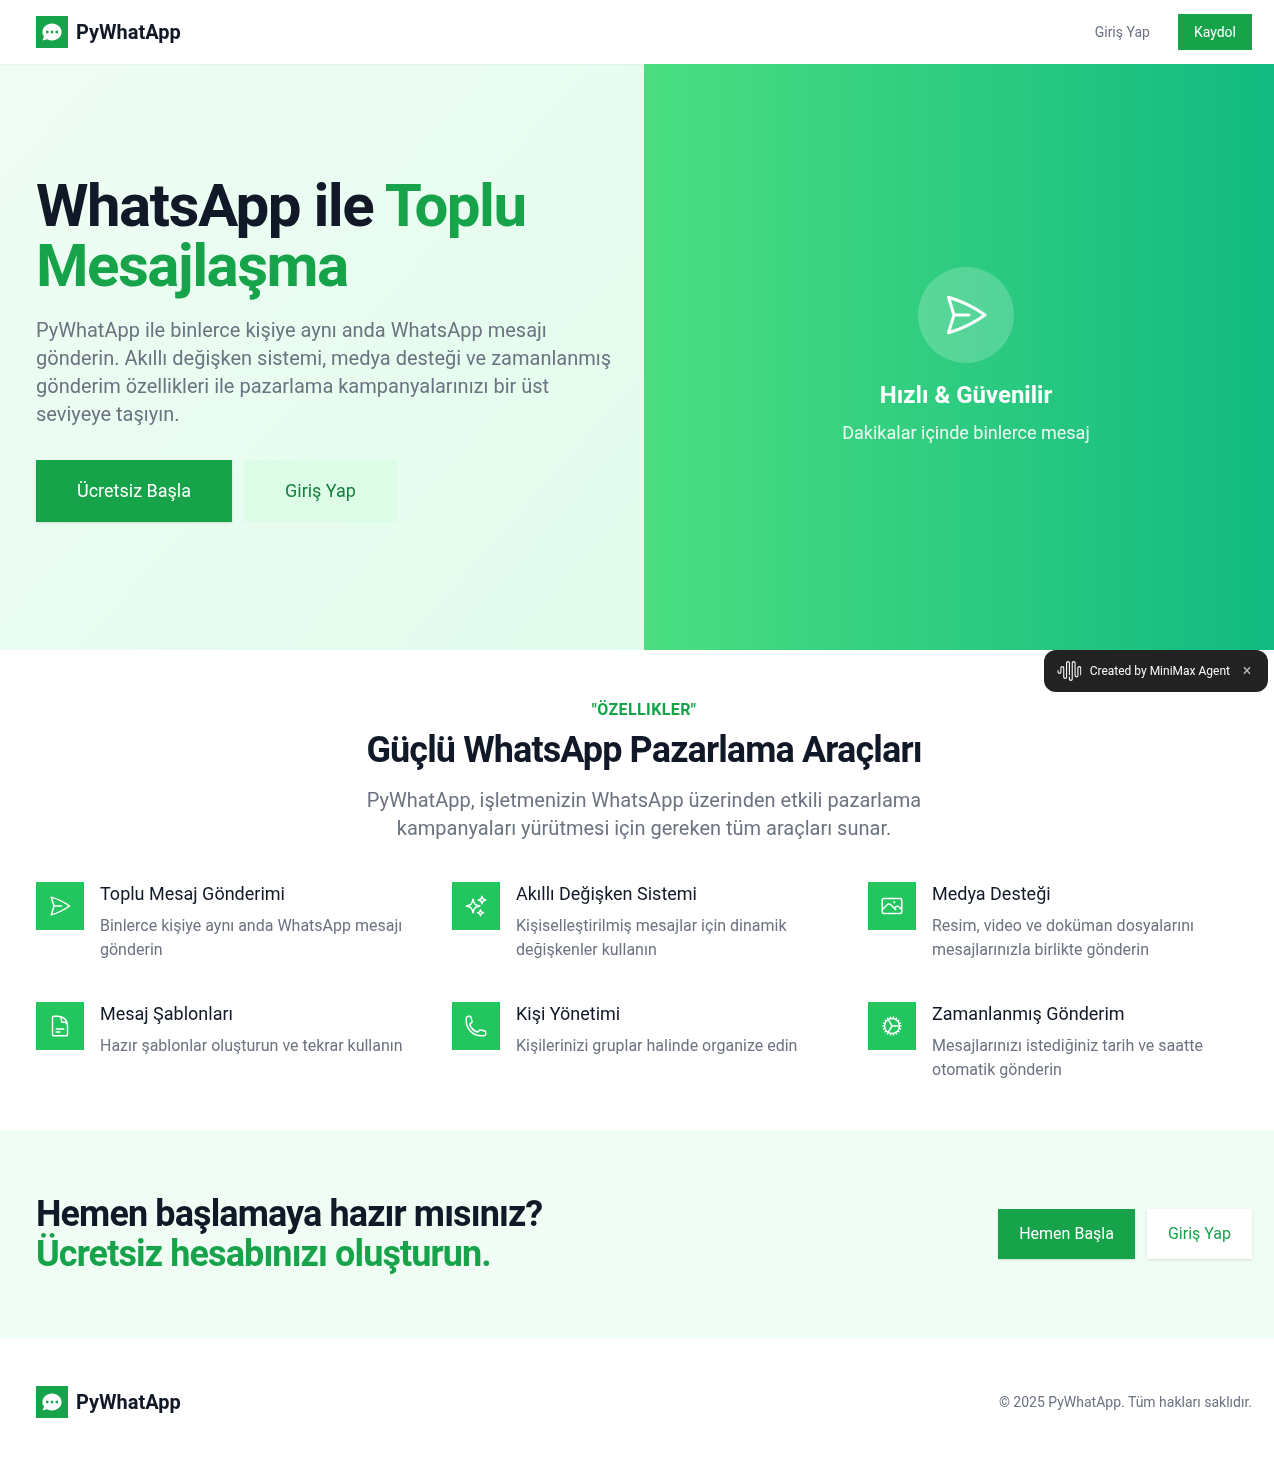 PyWhatApp
Giriş Yap
Kaydol
WhatsApp ile Toplu
Mesajlaşma
PyWhatApp ile binlerce kişiye aynı anda WhatsApp mesajı
gönderin. Akıllı değişken sistemi, medya desteği ve zamanlanmış
gönderim özellikleri ile pazarlama kampanyalarınızı bir üst
seviyeye taşıyın.
Ücretsiz Başla
Giriş Yap
Hızlı & Güvenilir
Dakikalar içinde binlerce mesaj
Created by MiniMax Agent ×
"ÖZELLIKLER"
Güçlü WhatsApp Pazarlama Araçları
PyWhatApp, işletmenizin WhatsApp üzerinden etkili pazarlama
kampanyaları yürütmesi için gereken tüm araçları sunar.
Toplu Mesaj Gönderimi
Binlerce kişiye aynı anda WhatsApp mesajı
gönderin
Akıllı Değişken Sistemi
Kişiselleştirilmiş mesajlar için dinamik
değişkenler kullanın
Medya Desteği
Resim, video ve doküman dosyalarını
mesajlarınızla birlikte gönderin
Mesaj Şablonları
Hazır şablonlar oluşturun ve tekrar kullanın
Kişi Yönetimi
Kişilerinizi gruplar halinde organize edin
Zamanlanmış Gönderim
Mesajlarınızı istediğiniz tarih ve saatte
otomatik gönderin
Hemen başlamaya hazır mısınız?
Ücretsiz hesabınızı oluşturun.
Hemen Başla
Giriş Yap
PyWhatApp
© 2025 PyWhatApp. Tüm hakları saklıdır.